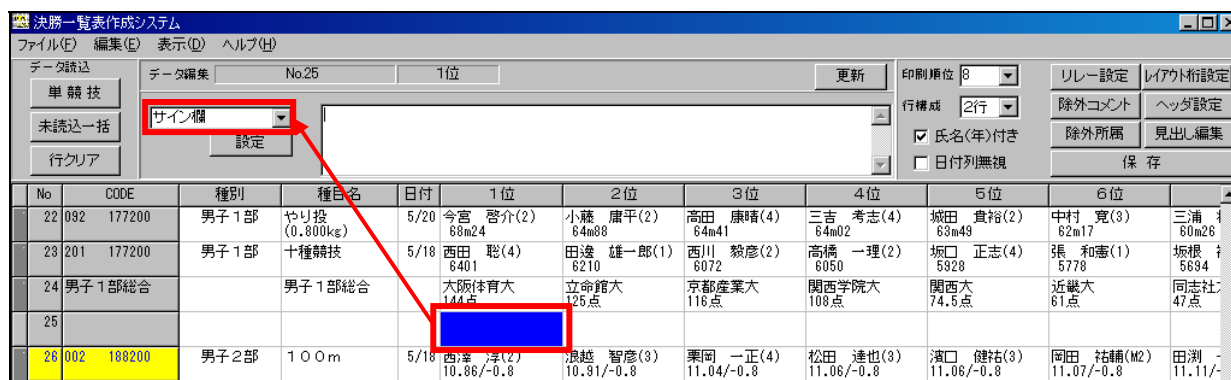 決勝一覧表作成システム
ファイル(F) 編集(E) 表示(D) ヘルプ(H)
データ読込
単 競 技
未読込一括
行クリア
データ編集 No.25 1位 更新
サイン欄
設定
印刷順位 8
行構成 2行
氏名(年)付き
日付列無視
リレー設定 レイアウト桁設定
除外コメント ヘッダ設定
除外所属 見出し編集
保 存
No CODE 種別 種目名 日付 1位 2位 3位 4位 5位 6位
22 092 177200 男子1部 やり投 5/20 今宮 啓介(2) 小藤 庸平(2) 高田 康晴(4) 三吉 考志(4) 城田 貴裕(2) 中村 寛(3) 三浦
(0.800kg) 68m24 64m88 64m41 64m02 63m49 62m17 60m26
23 201 177200 男子1部 十種競技 5/18 西田 聡(4) 田邉 雄一郎(1) 西川 毅彦(2) 高橋 一理(2) 坂口 正志(4) 張 和憲(1) 坂根
6401 6210 6072 6050 5928 5778 5694
24 男子1部総合 男子1部総合 大阪体育大 立命館大 京都産業大 関西学院大 関西大 近畿大 同志社
144点 125点 116点 108点 74.5点 61点 47点
25
26 002 188200 男子2部 100m 5/18 西澤 淳(2) 浪越 智彦(3) 栗岡 一正(4) 松田 達也(3) 濱口 健祐(3) 岡田 祐輔(M2) 田渕
10.86/-0.8 10.91/-0.8 11.04/-0.8 11.06/-0.8 11.06/-0.8 11.07/-0.8 11.11/-